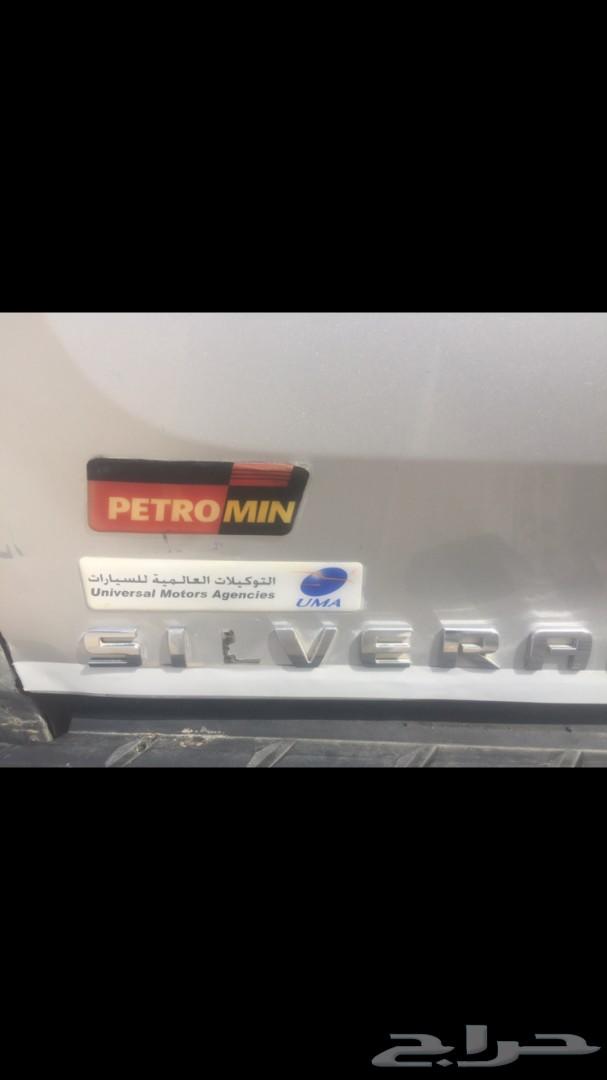 PETROMIN
التوكيلات العالمية للسيارات
Universal Motors Agencies
UMA
SILVERA
حراج